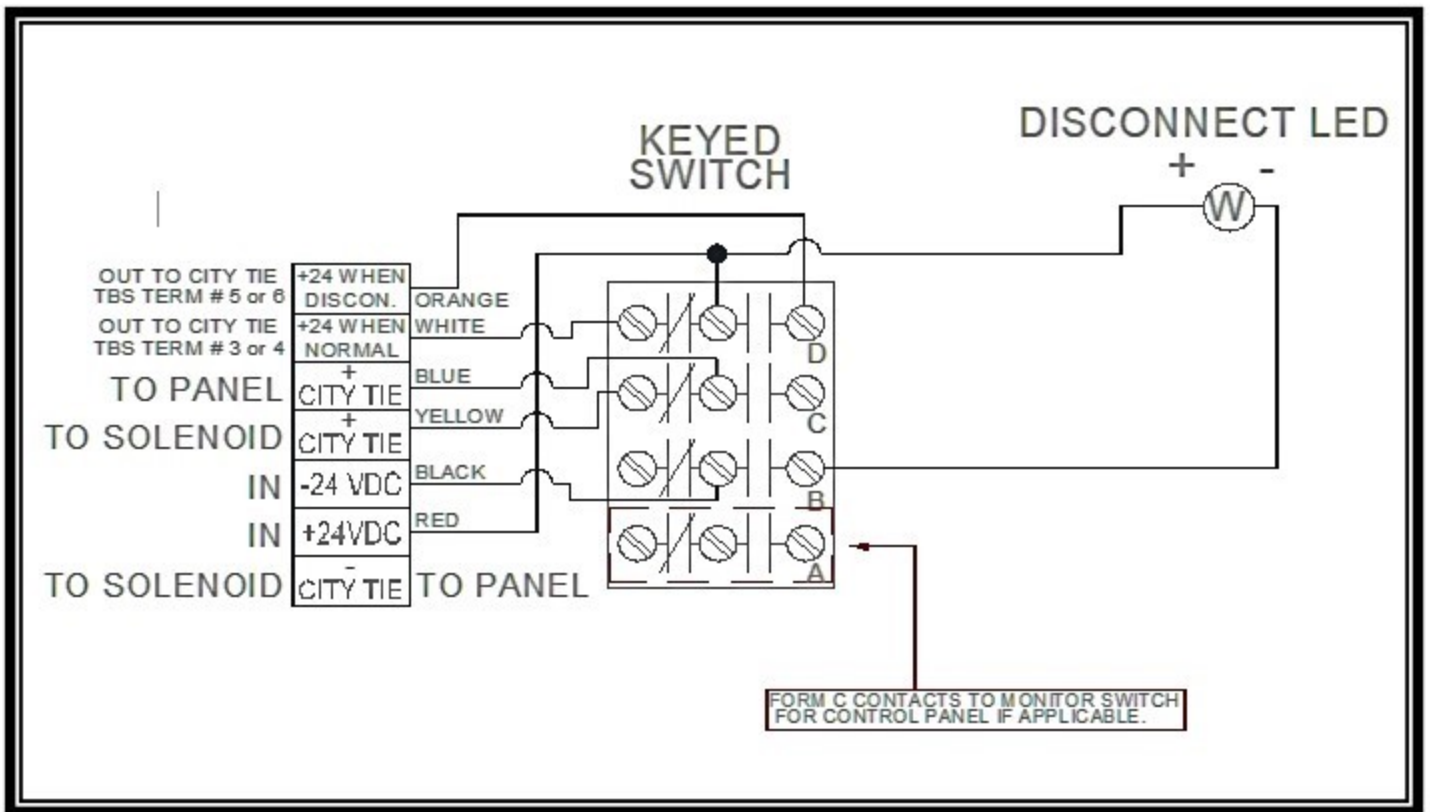 DISCONNECT LED
+ -
W
KEYED
SWITCH
OUT TO CITY TIE
TBS TERM # 5 or 6
+24 WHEN
DISCON.
ORANGE
OUT TO CITY TIE
TBS TERM # 3 or 4
+24 WHEN
NORMAL
WHITE
TO PANEL
+
CITY TIE
BLUE
TO SOLENOID
+
CITY TIE
YELLOW
IN
-24 VDC
BLACK
IN
+24VDC
RED
TO SOLENOID
-
CITY TIE
TO PANEL
D
C
B
A
FORM C CONTACTS TO MONITOR SWITCH
FOR CONTROL PANEL IF APPLICABLE.